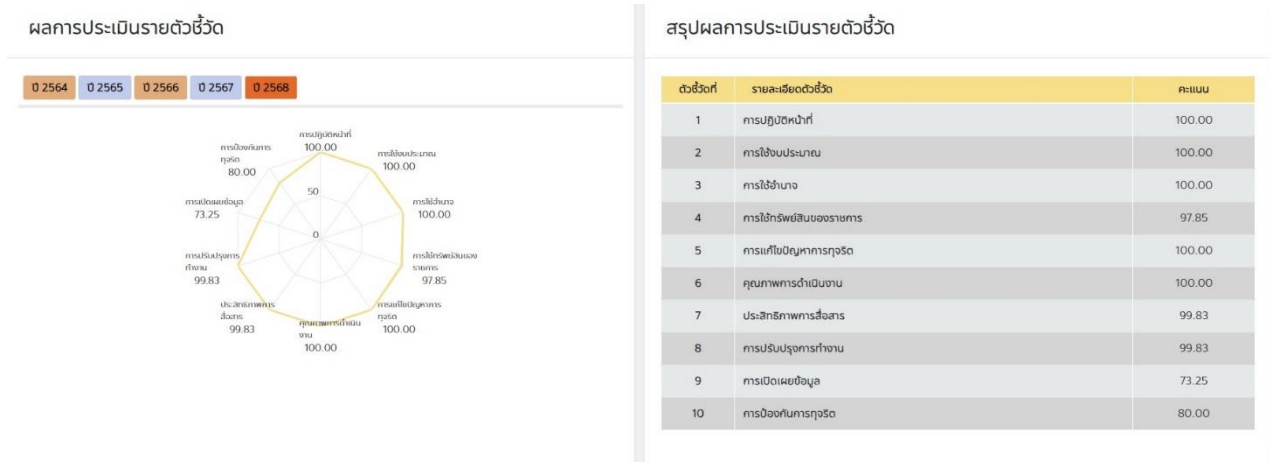 ผลการประเมินรายตัวชี้วัด
ปี 2564 ปี 2565 ปี 2566 ปี 2567 ปี 2568
การปฏิบัติหน้าที่
100.00
การใช้งบประมาณ
100.00
การใช้อำนาจ
100.00
การใช้ทรัพย์สินของ
ราชการ
97.85
การแก้ไขปัญหาการ
ทุจริต
100.00
คุณภาพการดำเนิน
งาน
100.00
ประสิทธิภาพการ
สื่อสาร
99.83
การปรับปรุงการ
ทำงาน
99.83
การเปิดเผยข้อมูล
73.25
การป้องกันการ
ทุจริต
80.00
50
0
สรุปผลการประเมินรายตัวชี้วัด
ตัวชี้วัดที่ รายละเอียดตัวชี้วัด คะแนน
1 การปฏิบัติหน้าที่ 100.00
2 การใช้งบประมาณ 100.00
3 การใช้อำนาจ 100.00
4 การใช้ทรัพย์สินของราชการ 97.85
5 การแก้ไขปัญหาการทุจริต 100.00
6 คุณภาพการดำเนินงาน 100.00
7 ประสิทธิภาพการสื่อสาร 99.83
8 การปรับปรุงการทำงาน 99.83
9 การเปิดเผยข้อมูล 73.25
10 การป้องกันการทุจริต 80.00